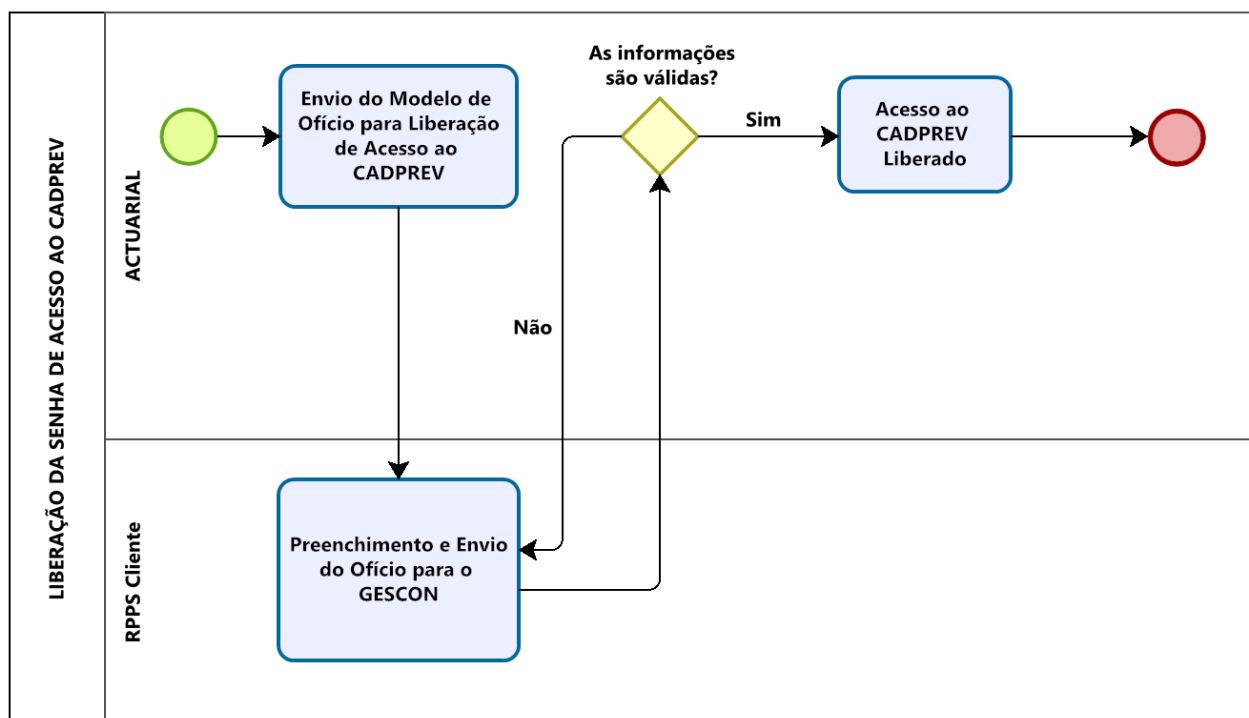 LIBERAÇÃO DA SENHA DE ACESSO AO CADPREV
ACTUARIAL
Envio do Modelo de
Ofício para Liberação
de Acesso ao
CADPREV
As informações
são válidas?
Sim
Acesso ao
CADPREV
Liberado
Não
RPPS Cliente
Preenchimento e Envio
do Ofício para o
GESCON